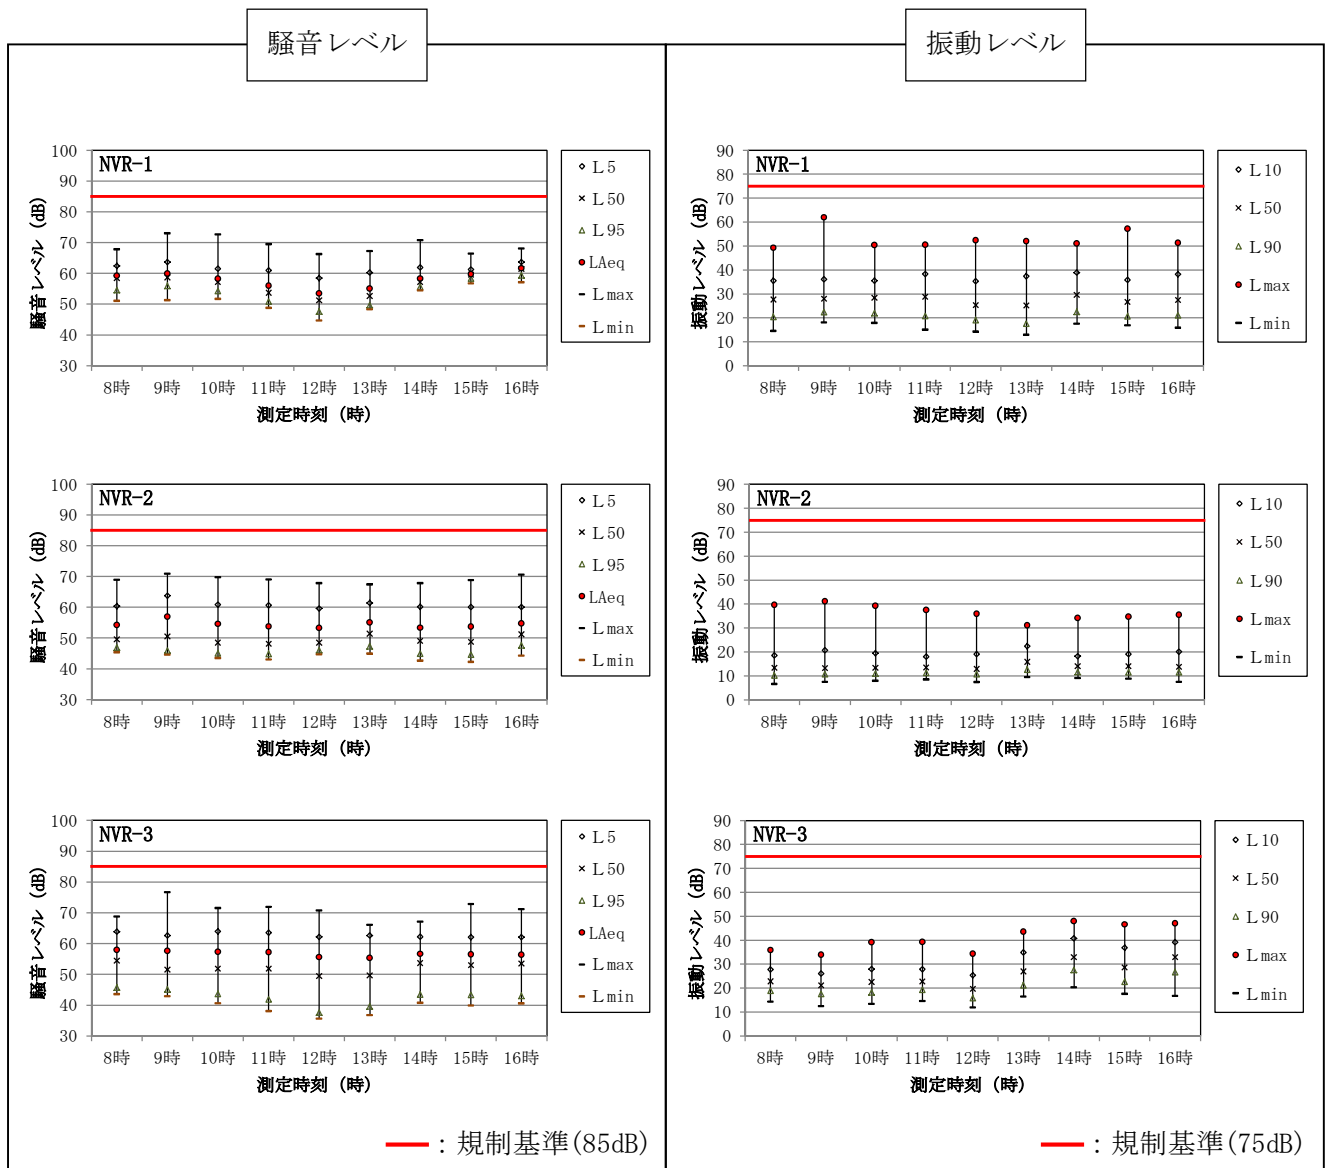 騒音レベル
振動レベル
NVR-1
騒音レベル (dB)
100
90
80
70
60
50
40
30
8時 9時 10時 11時 12時 13時 14時 15時 16時
測定時刻 (時)
L5
L50
L95
LAeq
Lmax
Lmin
NVR-1
振動レベル (dB)
90
80
70
60
50
40
30
20
10
0
8時 9時 10時 11時 12時 13時 14時 15時 16時
測定時刻 (時)
L10
L50
L90
Lmax
Lmin
NVR-2
騒音レベル (dB)
100
90
80
70
60
50
40
30
8時 9時 10時 11時 12時 13時 14時 15時 16時
測定時刻 (時)
L5
L50
L95
LAeq
Lmax
Lmin
NVR-2
振動レベル (dB)
90
80
70
60
50
40
30
20
10
0
8時 9時 10時 11時 12時 13時 14時 15時 16時
測定時刻 (時)
L10
L50
L90
Lmax
Lmin
NVR-3
騒音レベル (dB)
100
90
80
70
60
50
40
30
8時 9時 10時 11時 12時 13時 14時 15時 16時
測定時刻 (時)
L5
L50
L95
LAeq
Lmax
Lmin
NVR-3
振動レベル (dB)
90
80
70
60
50
40
30
20
10
0
8時 9時 10時 11時 12時 13時 14時 15時 16時
測定時刻 (時)
L10
L50
L90
Lmax
Lmin
：規制基準(85dB)
：規制基準(75dB)